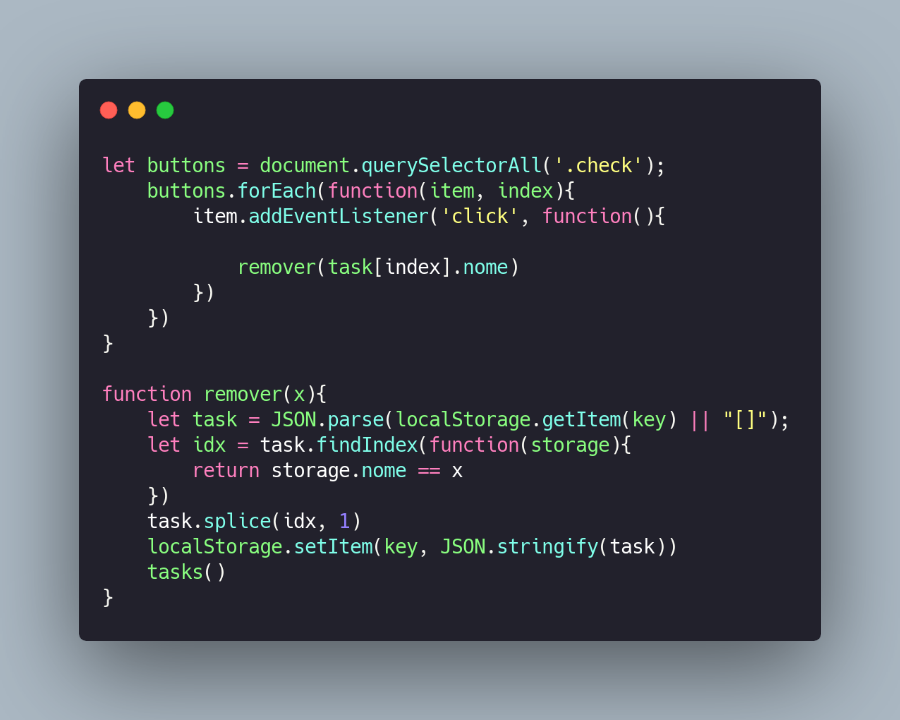 let buttons = document.querySelectorAll('.check');
    buttons.forEach(function(item, index){
        item.addEventListener('click', function(){
            remover(task[index].nome)
        })
    })
}
function remover(x){
    let task = JSON.parse(localStorage.getItem(key) || "[]");
    let idx = task.findIndex(function(storage){
        return storage.nome == x
    })
    task.splice(idx, 1)
    localStorage.setItem(key, JSON.stringify(task))
    tasks()
}